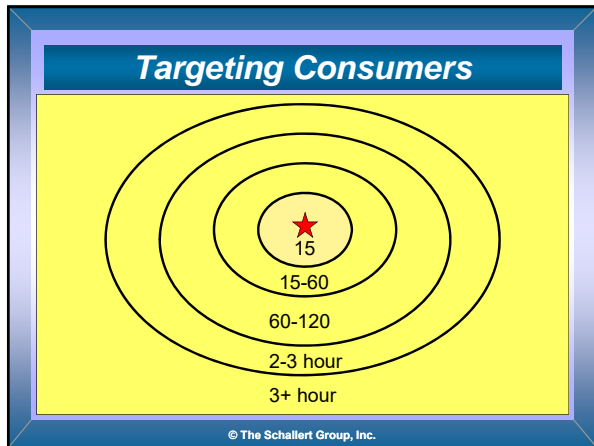 Targeting Consumers
15
15-60
60-120
2-3 hour
3+ hour
© The Schallert Group, Inc.